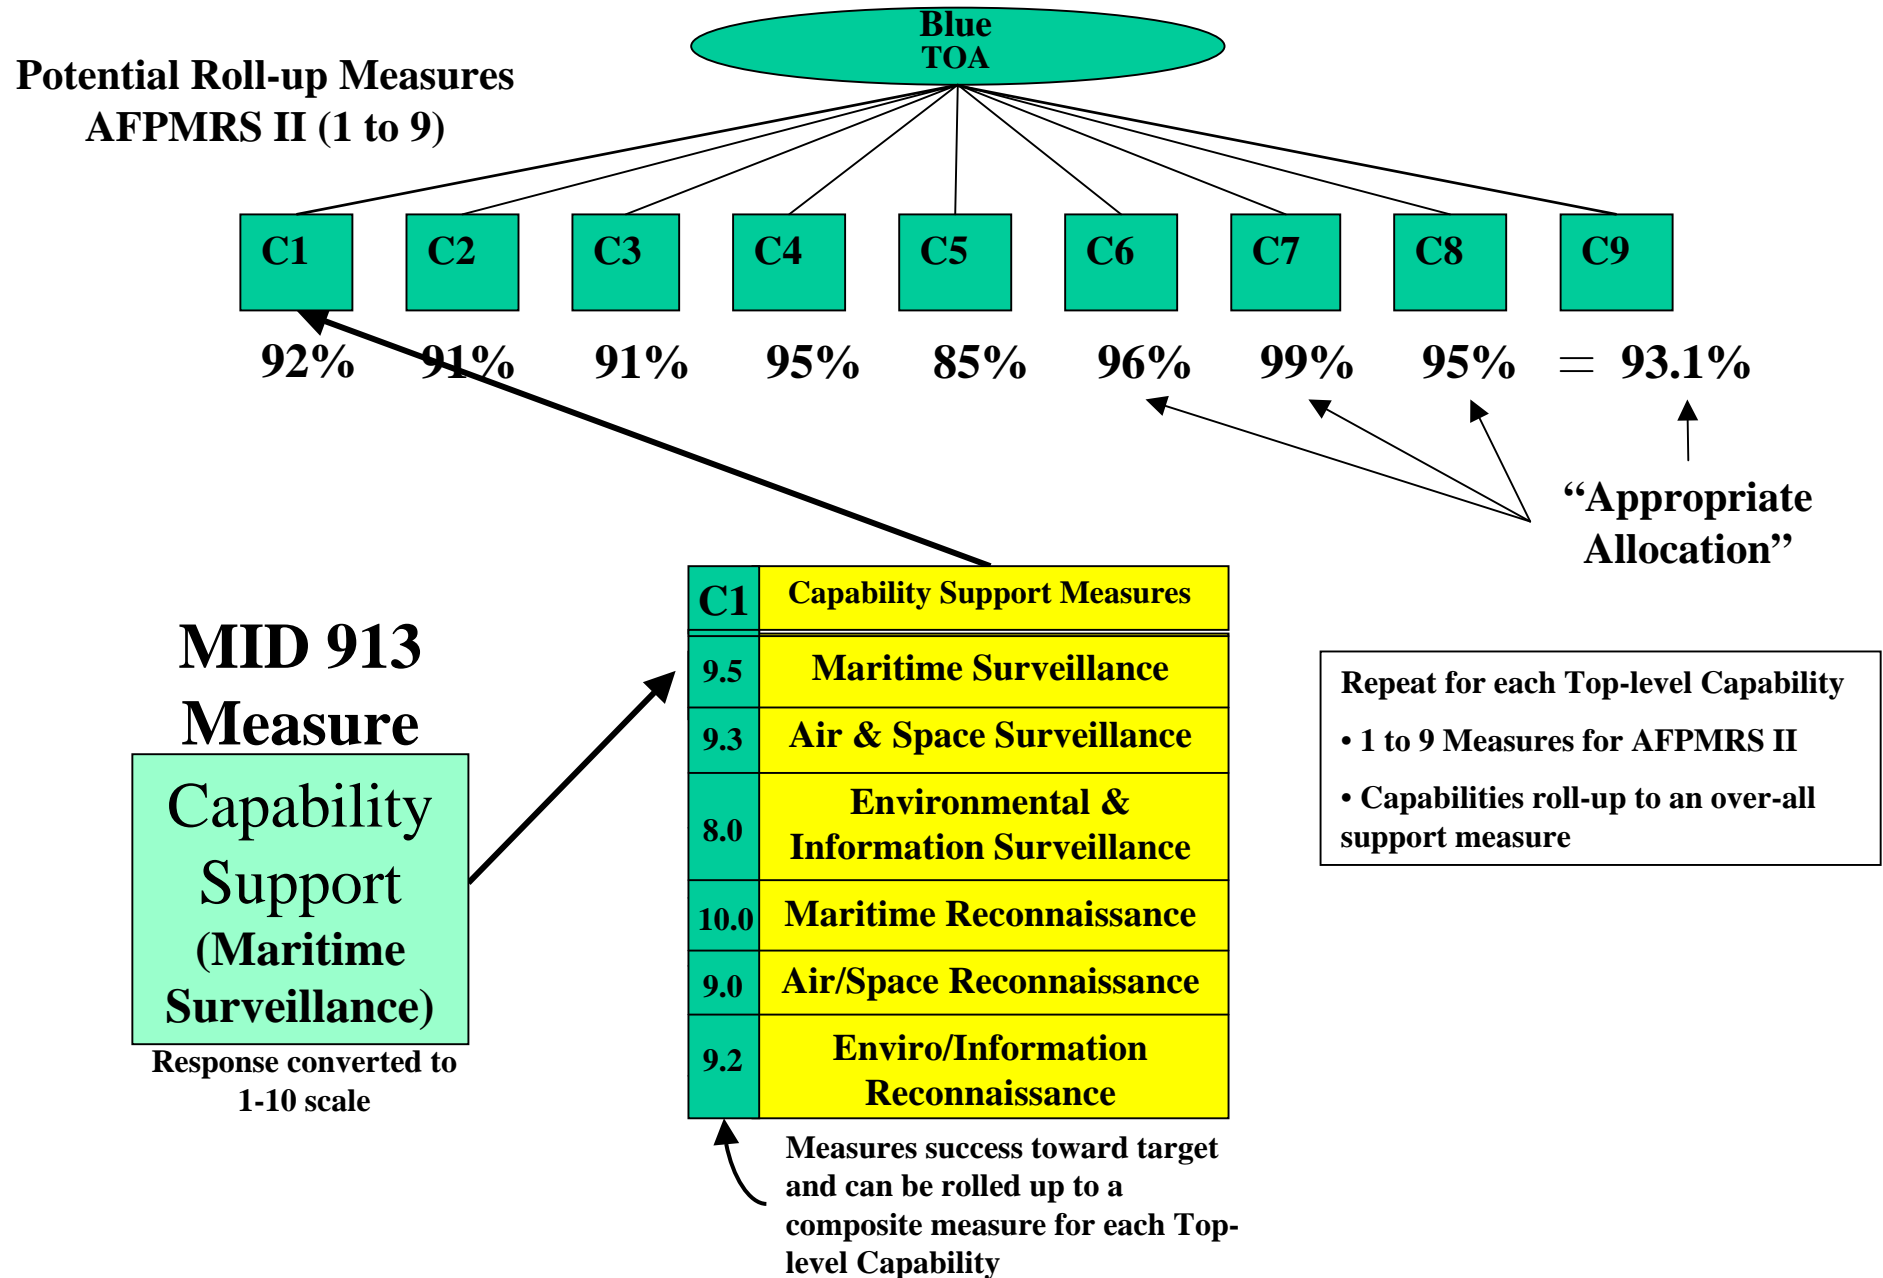 Blue
TOA
Potential Roll-up Measures
AFPMRS II (1 to 9)
C1 C2 C3 C4 C5 C6 C7 C8 C9
92% 91% 91% 95% 85% 96% 99% 95% = 93.1%
“Appropriate
Allocation”
MID 913
Measure
Capability
Support
(Maritime
Surveillance)
Response converted to
1-10 scale
C1 Capability Support Measures
9.5 Maritime Surveillance
9.3 Air & Space Surveillance
8.0 Environmental &
Information Surveillance
10.0 Maritime Reconnaissance
9.0 Air/Space Reconnaissance
9.2 Enviro/Information
Reconnaissance
Measures success toward target
and can be rolled up to a
composite measure for each Top-
level Capability
Repeat for each Top-level Capability
• 1 to 9 Measures for AFPMRS II
• Capabilities roll-up to an over-all
support measure